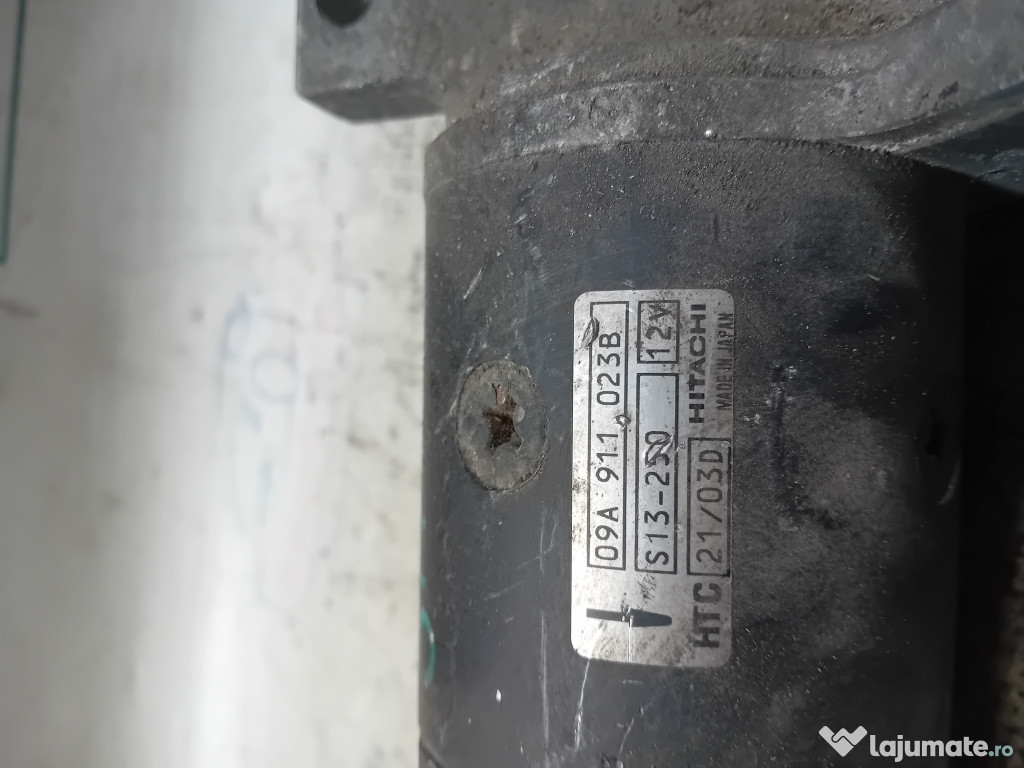 09A 911 023B
S13-250 12V
HTC 21/03D HITACHI
MADE IN JAPAN
lajumate.ro